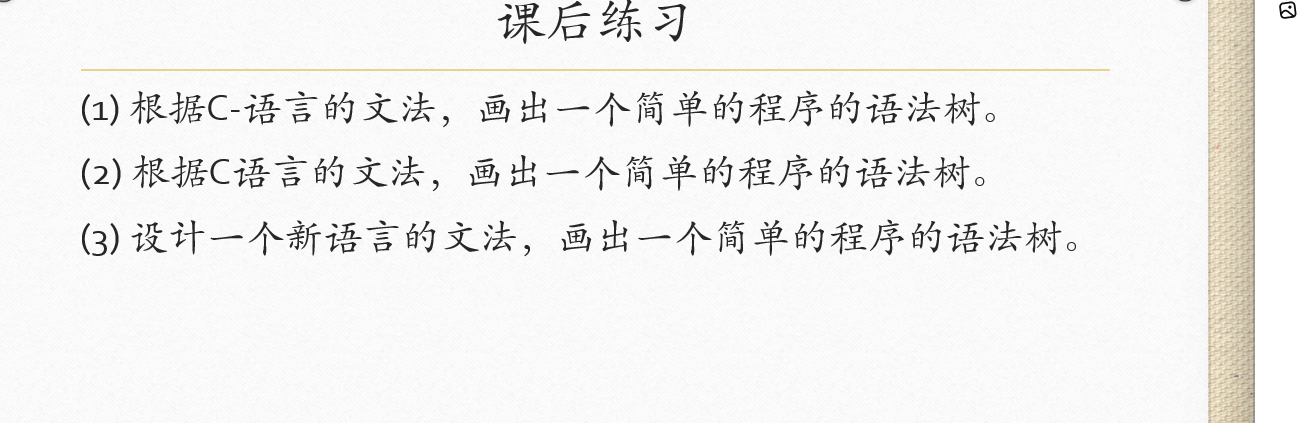 课后练习
(1) 根据C-语言的文法，画出一个简单的程序的语法树。
(2) 根据C语言的文法，画出一个简单的程序的语法树。
(3) 设计一个新语言的文法，画出一个简单的程序的语法树。